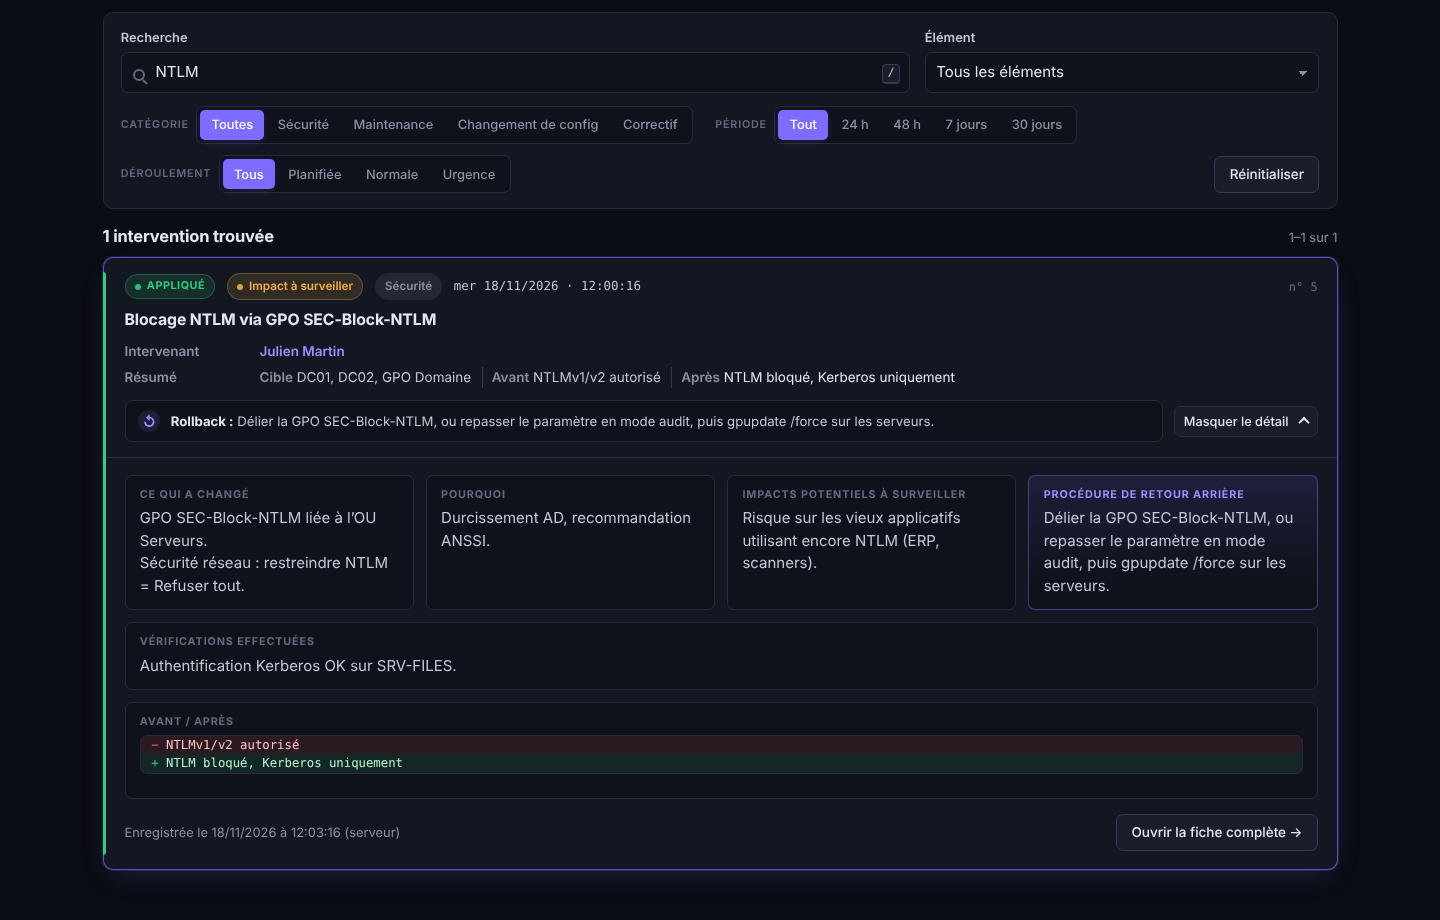 Recherche
Élément
NTLM
/
Tous les éléments
CATÉGORIE Toutes Sécurité Maintenance Changement de config Correctif PÉRIODE Tout 24 h 48 h 7 jours 30 jours
DÉROULEMENT Tous Planifiée Normale Urgence
Réinitialiser
1 intervention trouvée
1–1 sur 1
APPLIQUÉ Impact à surveiller Sécurité mer 18/11/2026 · 12:00:16 n° 5
Blocage NTLM via GPO SEC-Block-NTLM
Intervenant Julien Martin
Résumé Cible DC01, DC02, GPO Domaine Avant NTLMv1/v2 autorisé Après NTLM bloqué, Kerberos uniquement
Rollback : Délier la GPO SEC-Block-NTLM, ou repasser le paramètre en mode audit, puis gpupdate /force sur les serveurs.
Masquer le détail
CE QUI A CHANGÉ
GPO SEC-Block-NTLM liée à l’OU
Serveurs.
Sécurité réseau : restreindre NTLM
= Refuser tout.
POURQUOI
Durcissement AD, recommandation
ANSSI.
IMPACTS POTENTIELS À SURVEILLER
Risque sur les vieux applicatifs
utilisant encore NTLM (ERP,
scanners).
PROCÉDURE DE RETOUR ARRIÈRE
Délier la GPO SEC-Block-NTLM, ou
repasser le paramètre en mode
audit, puis gpupdate /force sur les
serveurs.
VÉRIFICATIONS EFFECTUÉES
Authentification Kerberos OK sur SRV-FILES.
AVANT / APRÈS
− NTLMv1/v2 autorisé
+ NTLM bloqué, Kerberos uniquement
Enregistrée le 18/11/2026 à 12:03:16 (serveur)
Ouvrir la fiche complète →